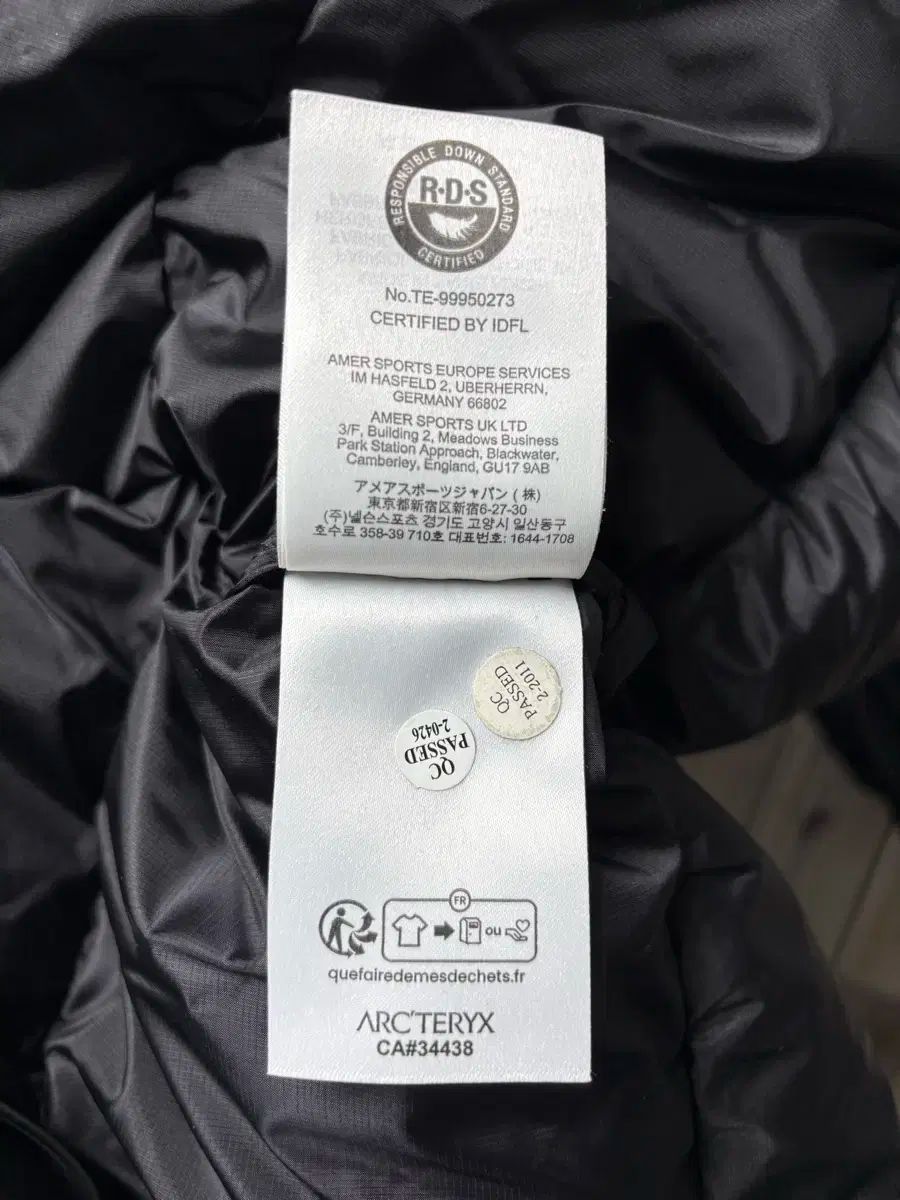 RESPONSIBLE DOWN STANDARD
R·D·S
CERTIFIED
No.TE-99950273
CERTIFIED BY IDFL
AMER SPORTS EUROPE SERVICES
IM HASFELD 2, UBERHERRN,
GERMANY 66802
AMER SPORTS UK LTD
3/F, Building 2, Meadows Business
Park Station Approach, Blackwater,
Camberley, England, GU17 9AB
アメアスポーツジャパン (株)
東京都新宿区新宿6-27-30
(주)넬슨스포츠 경기도 고양시 일산동구
호수로 358-39 710호 대표번호: 1644-1708
QC
PASSED
2-2011
QC
PASSED
2-0426
FR
ou
quefairedemesdechets.fr
ARC'TERYX
CA#34438